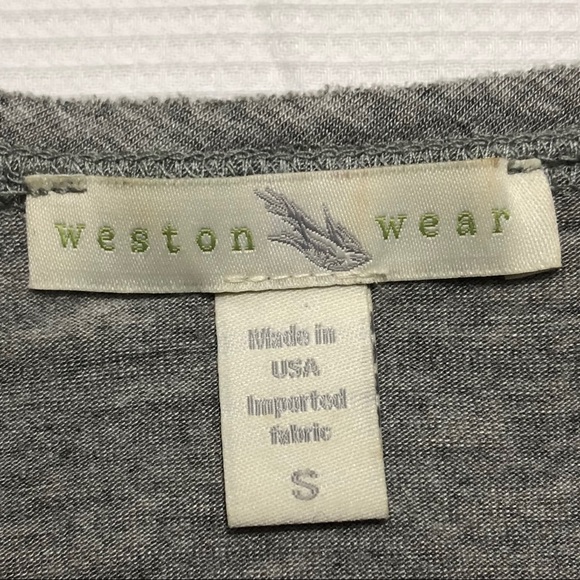 weston wear
Made in
USA
Imported
fabric
S